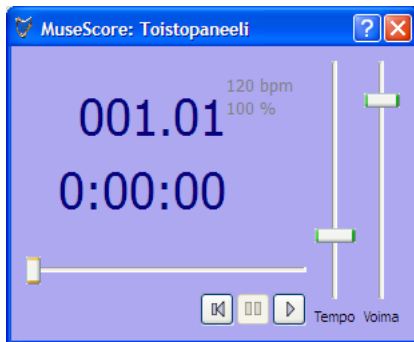 MuseScore: Toistopaneeli
120 bpm
001.01
100 %
0:00:00
Tempo Voima